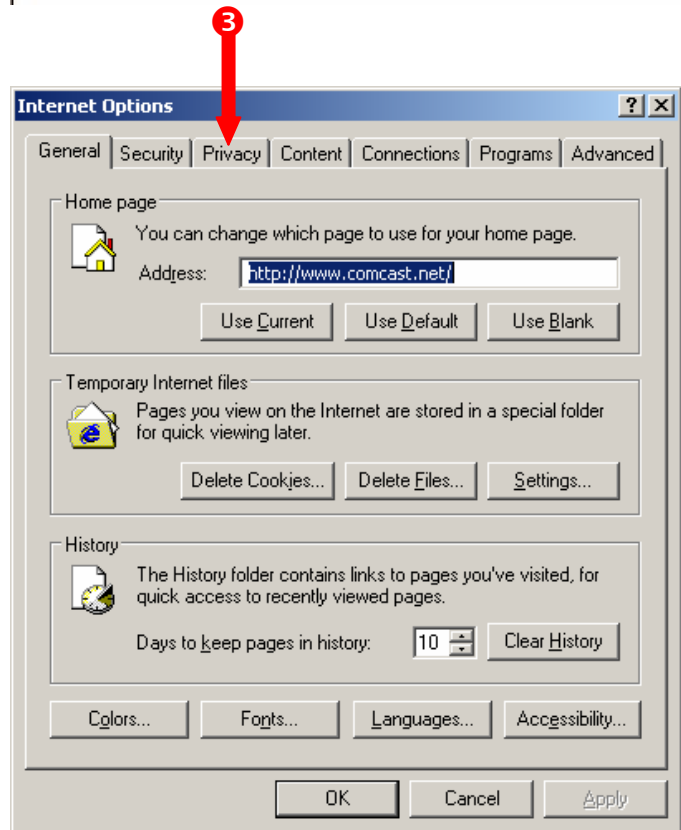 3
Internet Options
General Security Privacy Content Connections Programs Advanced
Home page
You can change which page to use for your home page.
Address: http://www.comcast.net/
Use Current Use Default Use Blank
Temporary Internet files
Pages you view on the Internet are stored in a special folder
for quick viewing later.
Delete Cookies... Delete Files... Settings...
History
The History folder contains links to pages you've visited, for
quick access to recently viewed pages.
Days to keep pages in history: 10 Clear History
Colors... Fonts... Languages... Accessibility...
OK Cancel Apply